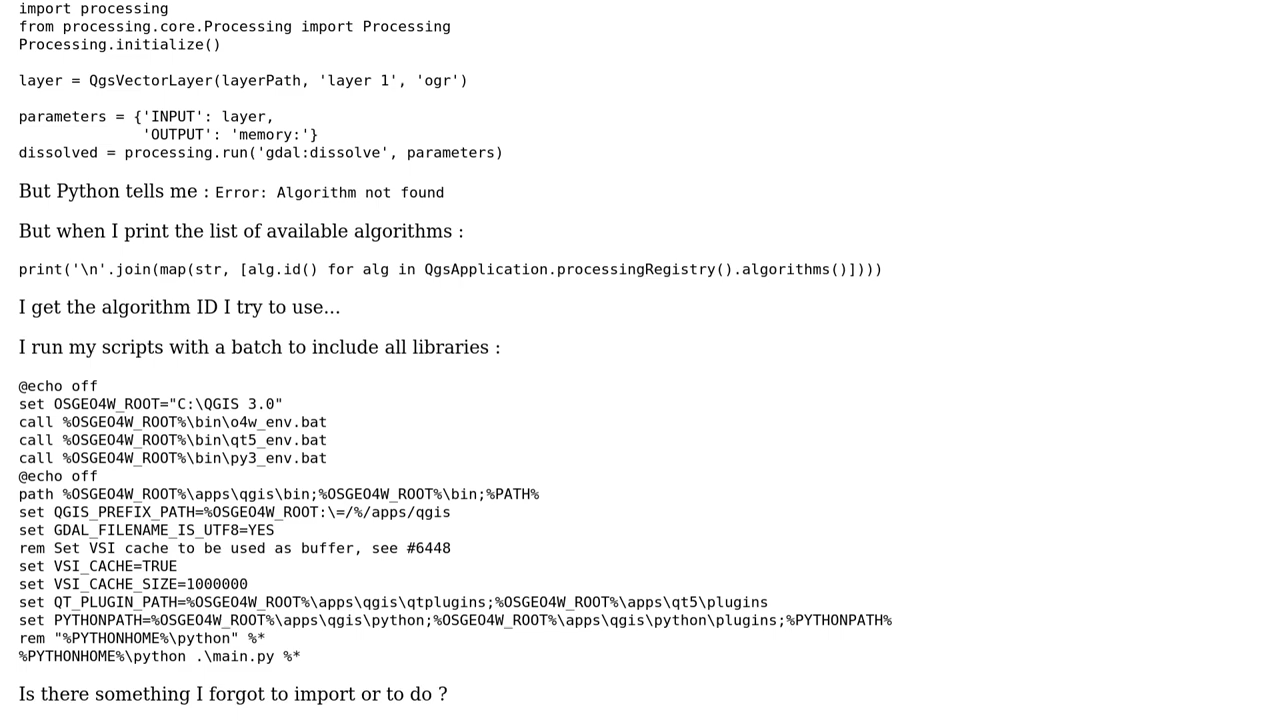 import processing
from processing.core.Processing import Processing
Processing.initialize()
layer = QgsVectorLayer(layerPath, 'layer 1', 'ogr')
parameters = {'INPUT': layer,
              'OUTPUT': 'memory:'}
dissolved = processing.run('gdal:dissolve', parameters)
But Python tells me : Error: Algorithm not found
But when I print the list of available algorithms :
print('\n'.join(map(str, [alg.id() for alg in QgsApplication.processingRegistry().algorithms()])))
I get the algorithm ID I try to use...
I run my scripts with a batch to include all libraries :
@echo off
set OSGEO4W_ROOT="C:\QGIS 3.0"
call %OSGEO4W_ROOT%\bin\o4w_env.bat
call %OSGEO4W_ROOT%\bin\qt5_env.bat
call %OSGEO4W_ROOT%\bin\py3_env.bat
@echo off
path %OSGEO4W_ROOT%\apps\qgis\bin;%OSGEO4W_ROOT%\bin;%PATH%
set QGIS_PREFIX_PATH=%OSGEO4W_ROOT:\=/%/apps/qgis
set GDAL_FILENAME_IS_UTF8=YES
rem Set VSI cache to be used as buffer, see #6448
set VSI_CACHE=TRUE
set VSI_CACHE_SIZE=1000000
set QT_PLUGIN_PATH=%OSGEO4W_ROOT%\apps\qgis\qtplugins;%OSGEO4W_ROOT%\apps\qt5\plugins
set PYTHONPATH=%OSGEO4W_ROOT%\apps\qgis\python;%OSGEO4W_ROOT%\apps\qgis\python\plugins;%PYTHONPATH%
rem "%PYTHONHOME%\python" %*
%PYTHONHOME%\python .\main.py %*
Is there something I forgot to import or to do ?